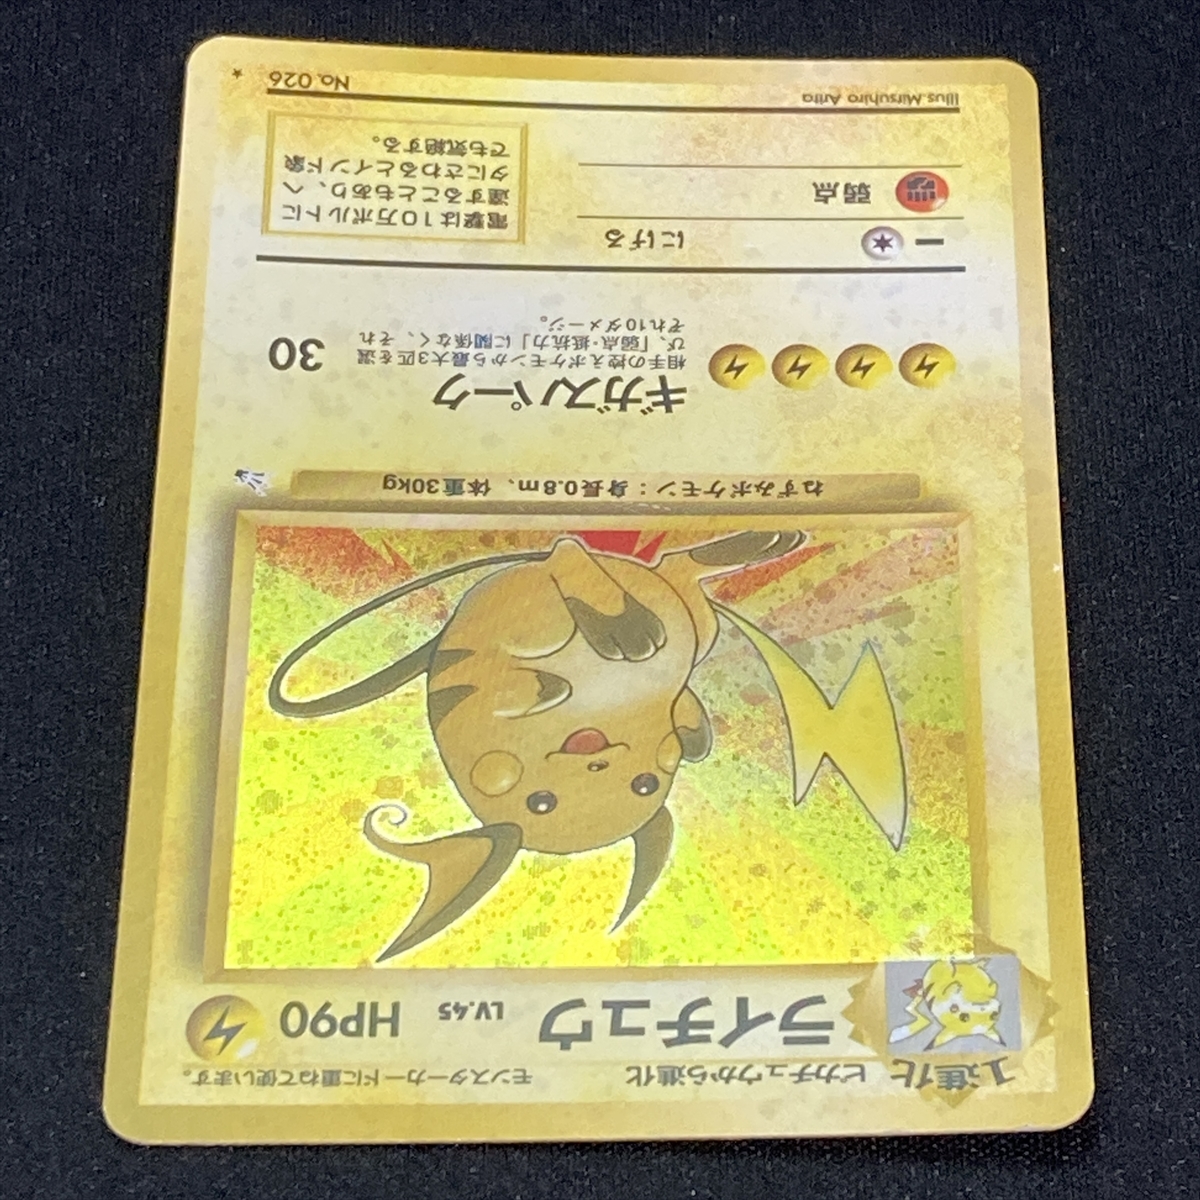 1進化 ピカチュウから進化 モンスターカードに重ねて使います。
ライチュウ LV.45 HP90
ねずみポケモン：身長0.8m、体重30kg
ギガスパーク 30
相手の控えポケモンから最大3匹を選
び、「弱点・抵抗力」に関係なく、それ
ぞれ10ダメージ。
にげる
弱点
電撃は10万ボルトに
達することもあり、ヘ
タにさわるとインド象
でも気絶する。
Illus Mitsuhiro Arita No. 026 ★